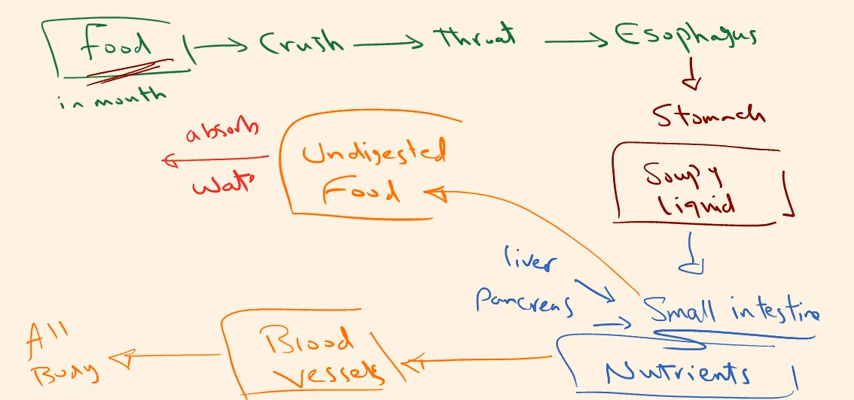 Food
in mouth
Crush
Throat
Esophagus
Stomach
Soupy
liquid
absorb
Wat
Undigested
Food
liver
Pancreas
Small intestine
Nutrients
Blood
Vessels
All
Body